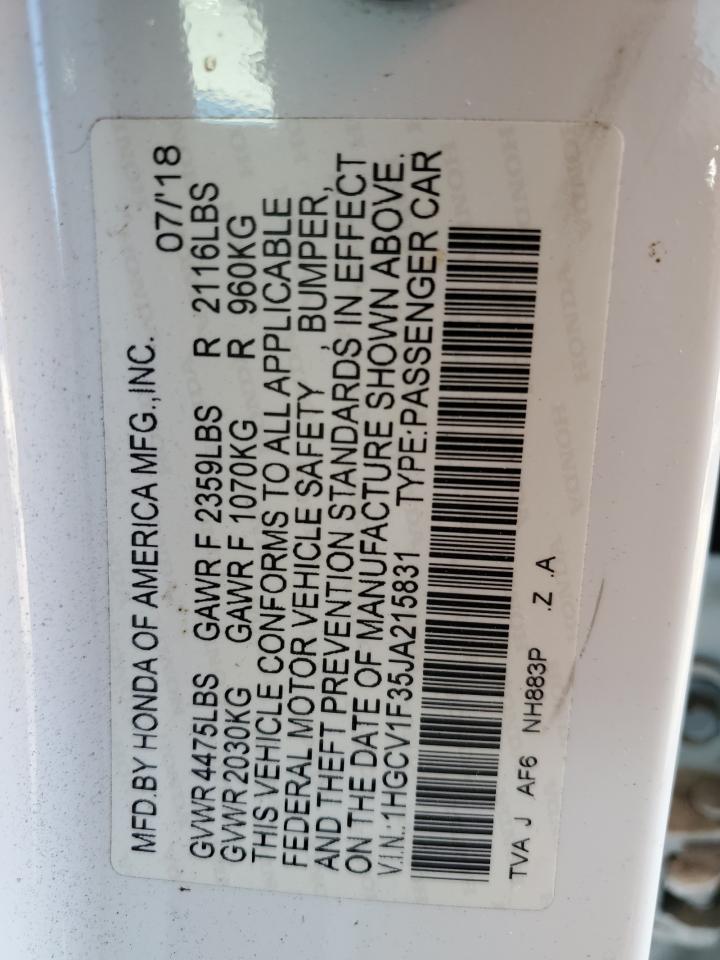 MFD.BY HONDA OF AMERICA MFG.,INC. 07/'18
GVWR 4475LBS GAWR F 2359LBS R 2116LBS
GVWR 2030KG GAWR F 1070KG R 960KG
THIS VEHICLE CONFORMS TO ALL APPLICABLE
FEDERAL MOTOR VEHICLE SAFETY , BUMPER,
AND THEFT PREVENTION STANDARDS IN EFFECT
ON THE DATE OF MANUFACTURE SHOWN ABOVE.
V.I.N.:1HGCV1F35JA215831 TYPE:PASSENGER CAR
TVA J AF6 NH883P .Z .A